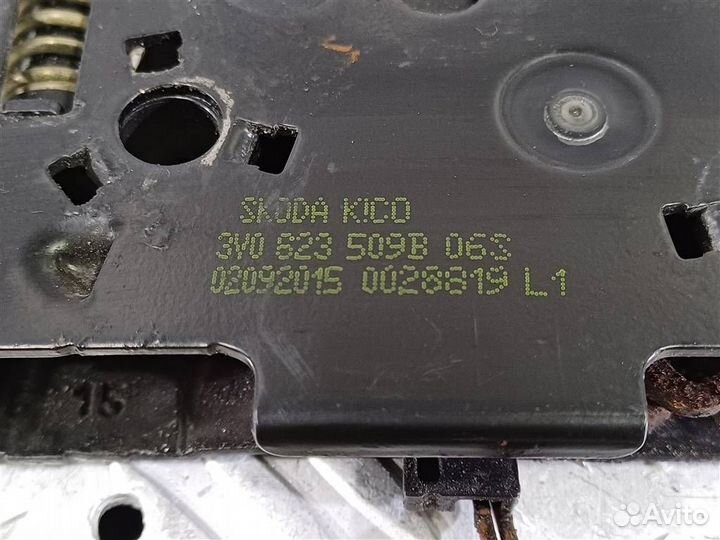 SKODA KICO
3V0 823 509B 06S
02092015 0028819 L1
15
Avito